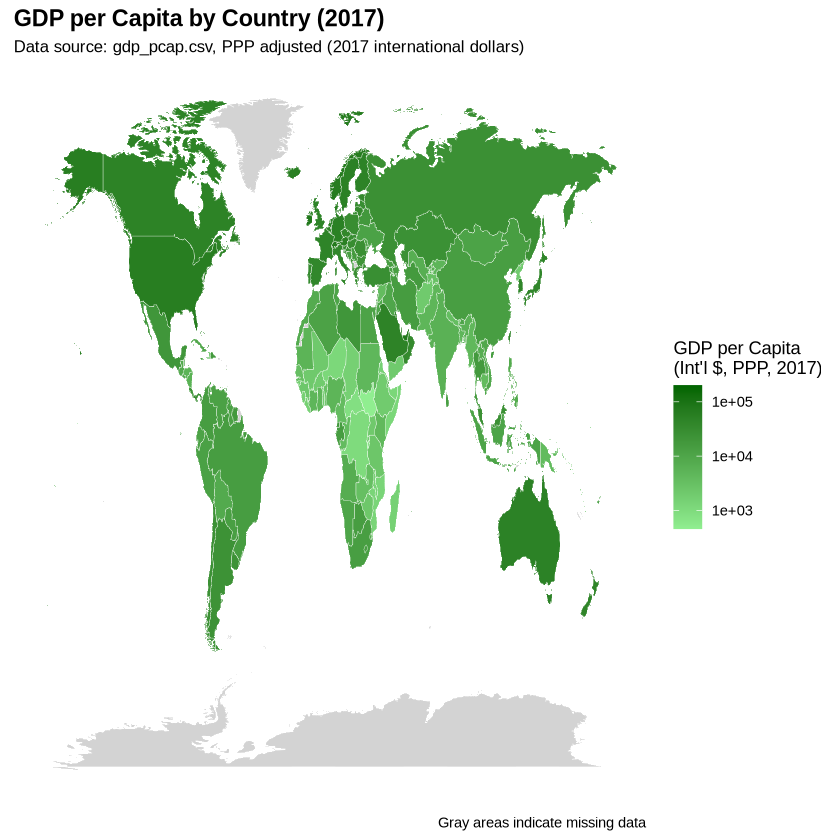 GDP per Capita by Country (2017)
Data source: gdp_pcap.csv, PPP adjusted (2017 international dollars)
GDP per Capita
(Int'l $, PPP, 2017)
1e+05
1e+04
1e+03
Gray areas indicate missing data